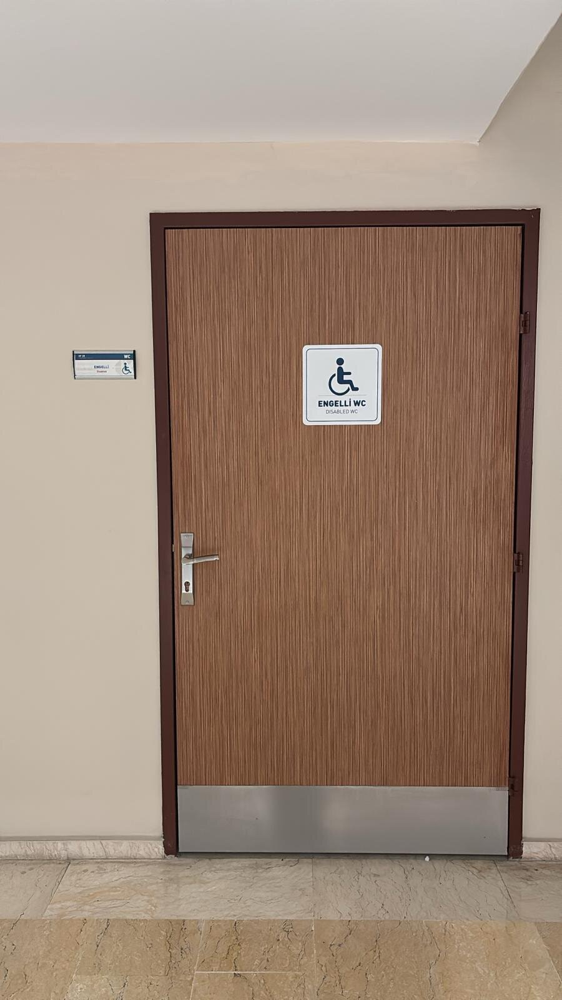 WC
ENGELLİ
Disabled
ENGELLİ WC
DISABLED WC